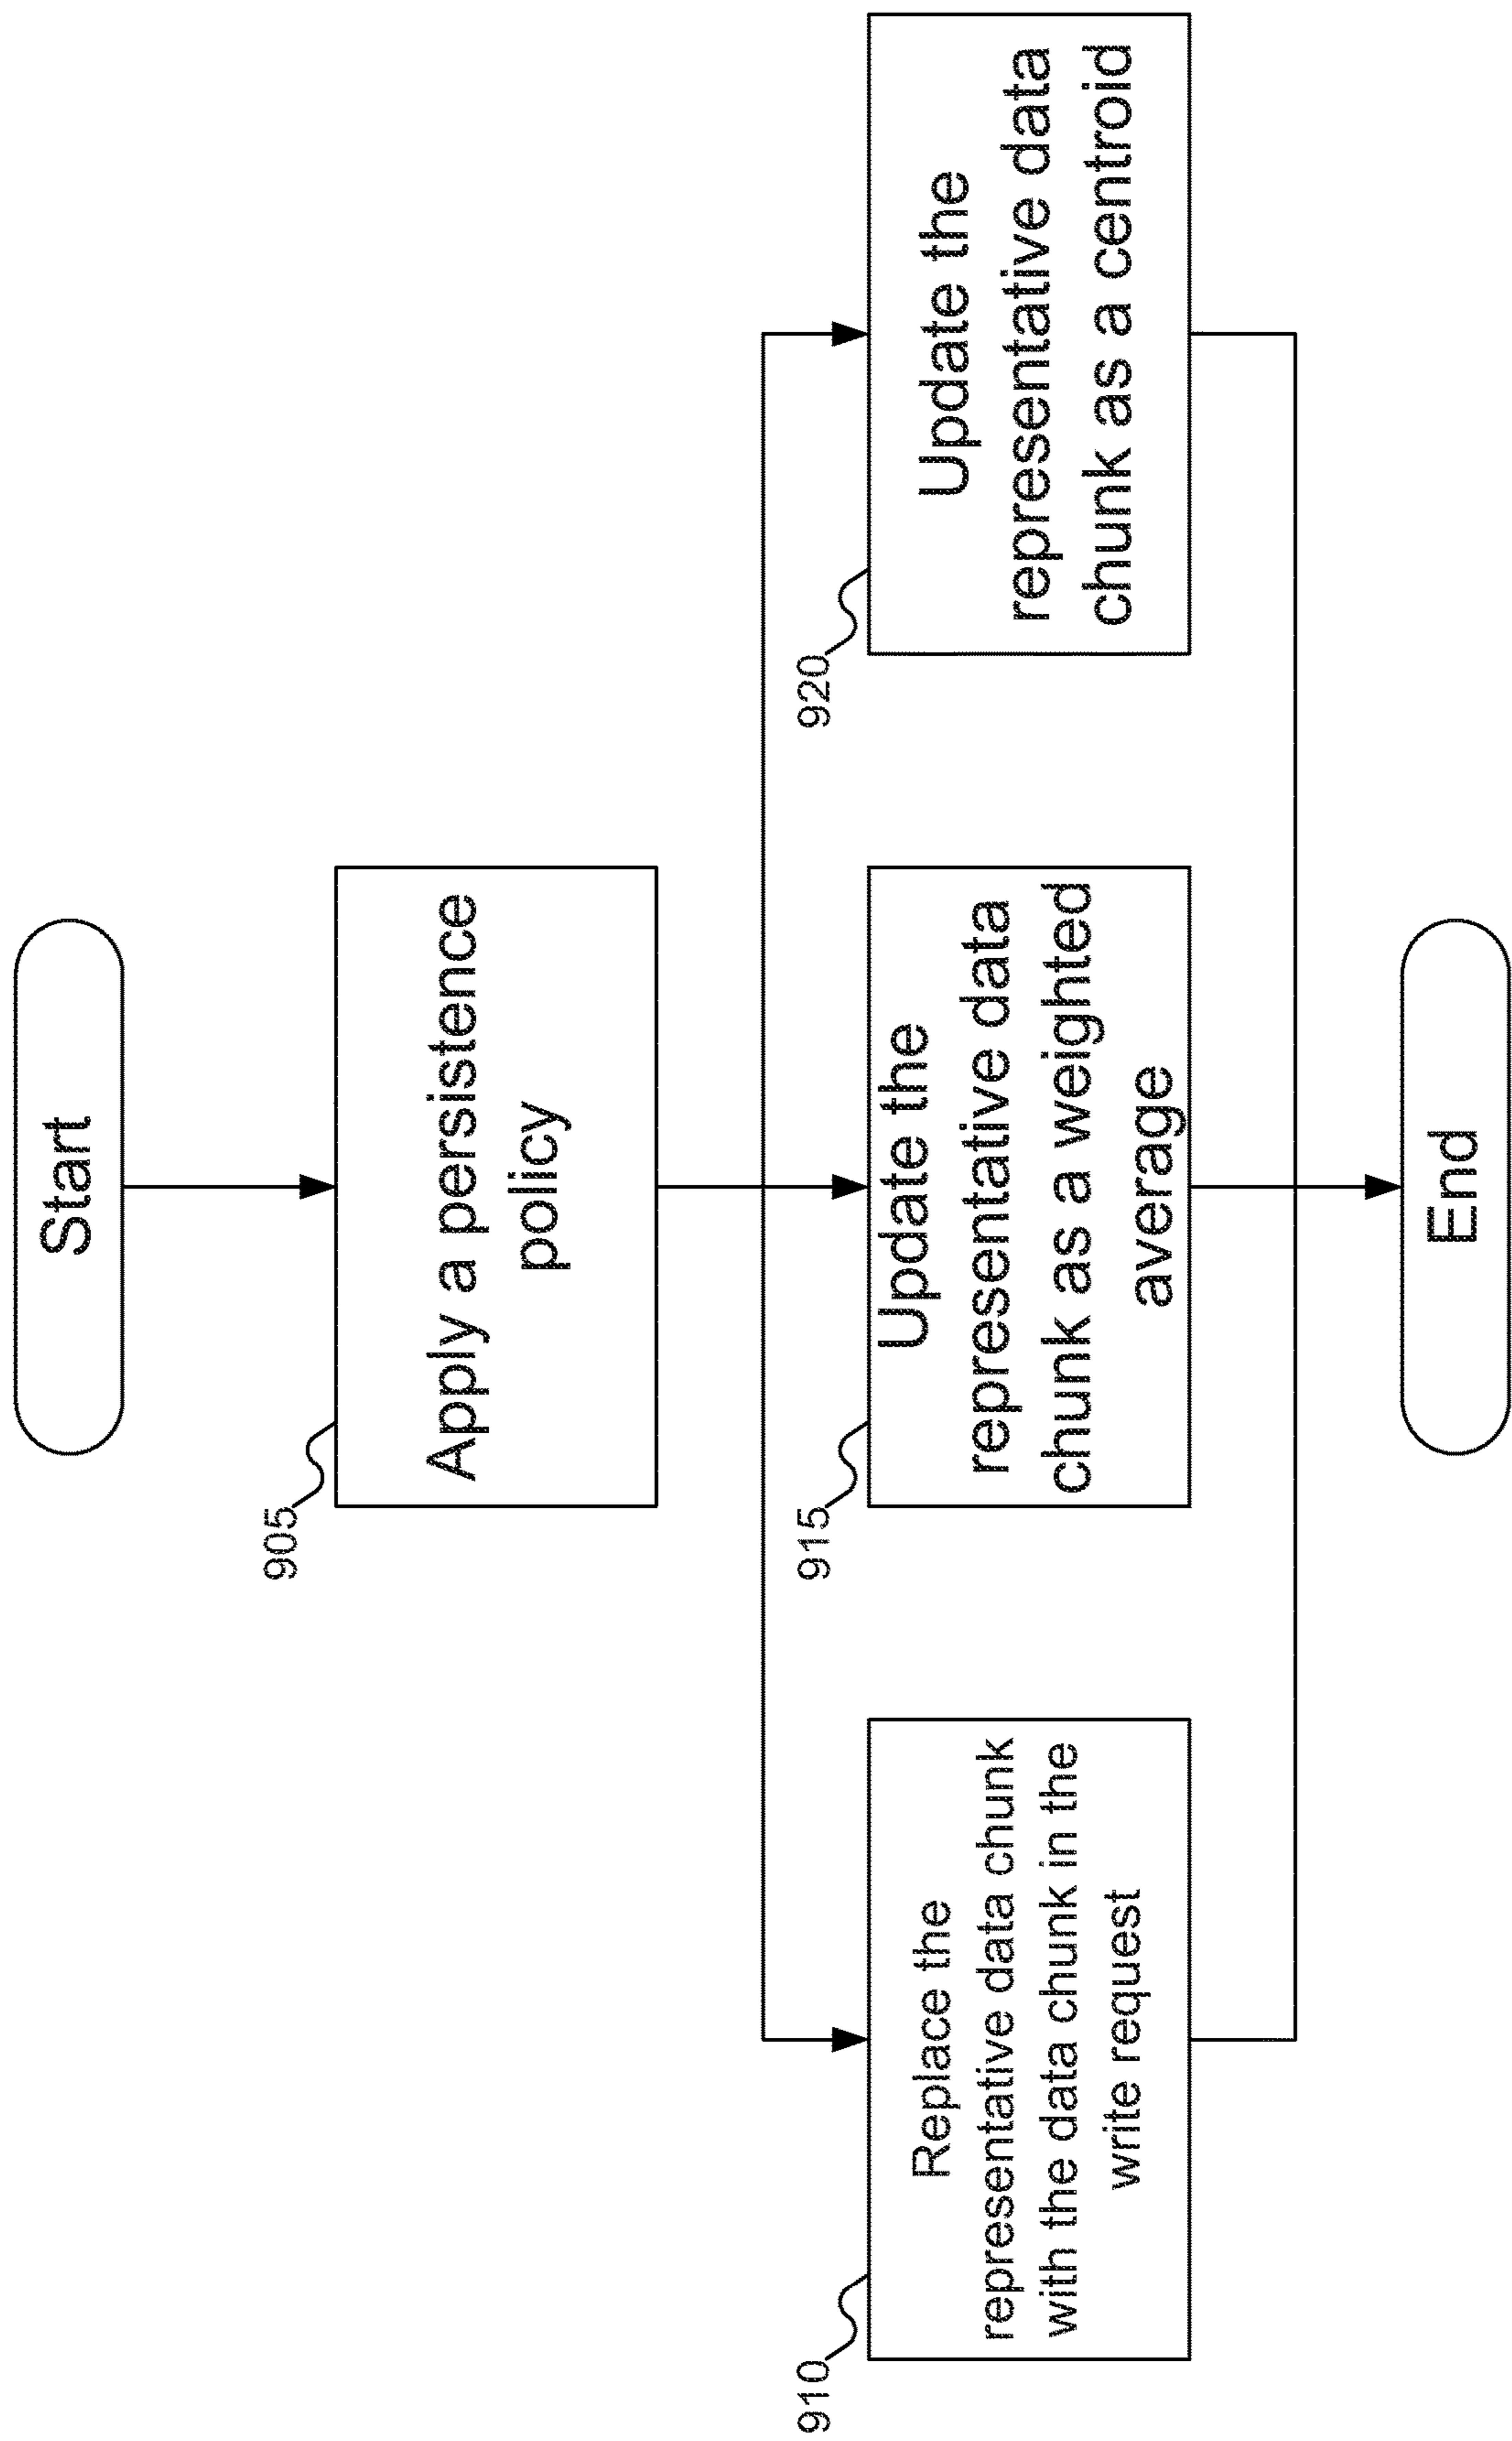 Start
905
Apply a persistence
policy
910
Replace the
representative data chunk
with the data chunk in the
write request
915
Update the
representative data
chunk as a weighted
average
920
Update the
representative data
chunk as a centroid
End